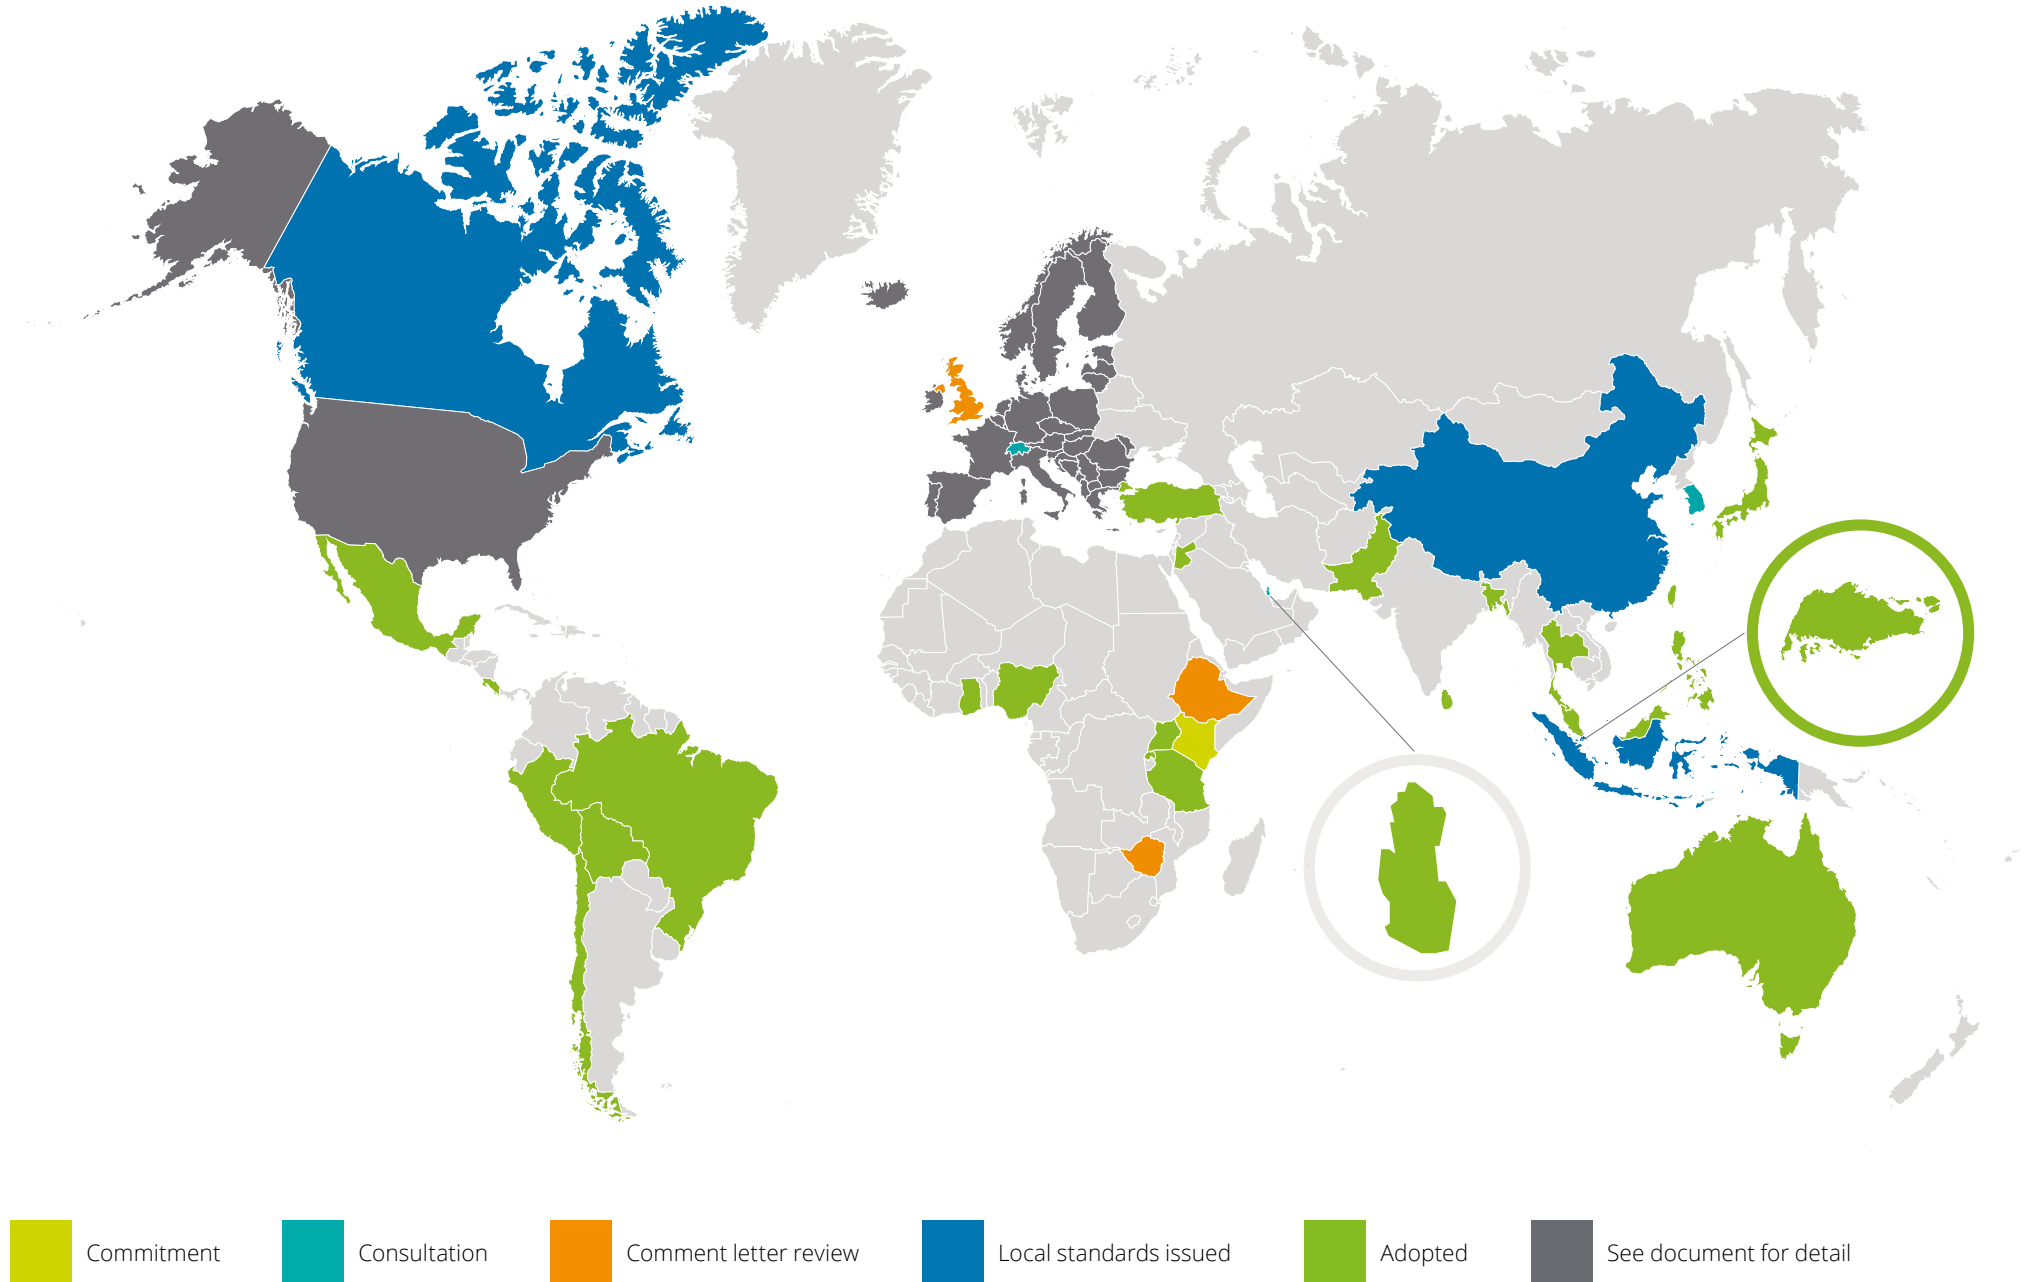 Commitment
Consultation
Comment letter review
Local standards issued
Adopted
See document for detail